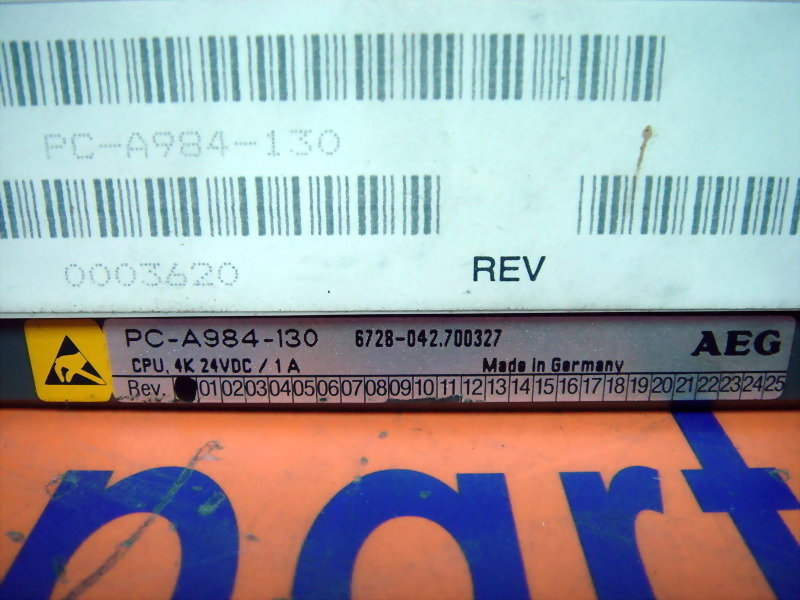 PC-A984-130
0003620 REV
PC-A984-130 6728-042.700327 AEG
CPU, 4K 24VDC / 1A Made in Germany
Rev. 01 02 03 04 05 06 07 08 09 10 11 12 13 14 15 16 17 18 19 20 21 22 23 24 25
part